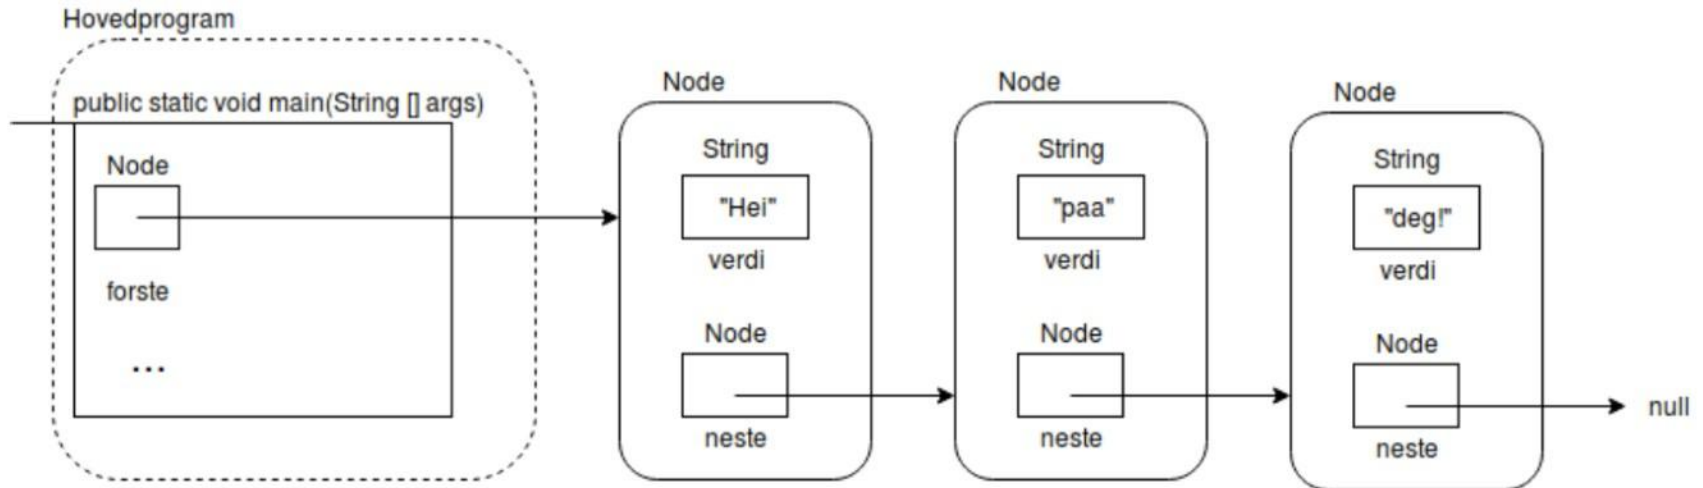 Hovedprogram
public static void main(String [] args)
Node
forste
...
Node
String
"Hei"
verdi
Node
neste
Node
String
"paa"
verdi
Node
neste
Node
String
"deg!"
verdi
Node
neste
null